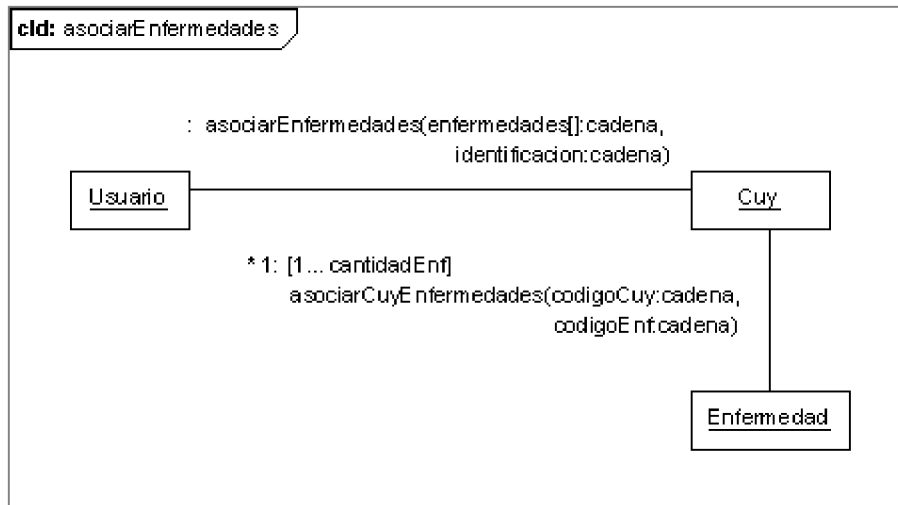 cld: asociarEnfermedades
: asociarEnfermedades(enfermedades[]:cadena,
identificacion:cadena)
Usuario
Cuy
* 1: [1... cantidadEnf]
asociarCuyEnfermedades(codigoCuy:cadena,
codigoEnf:cadena)
Enfermedad